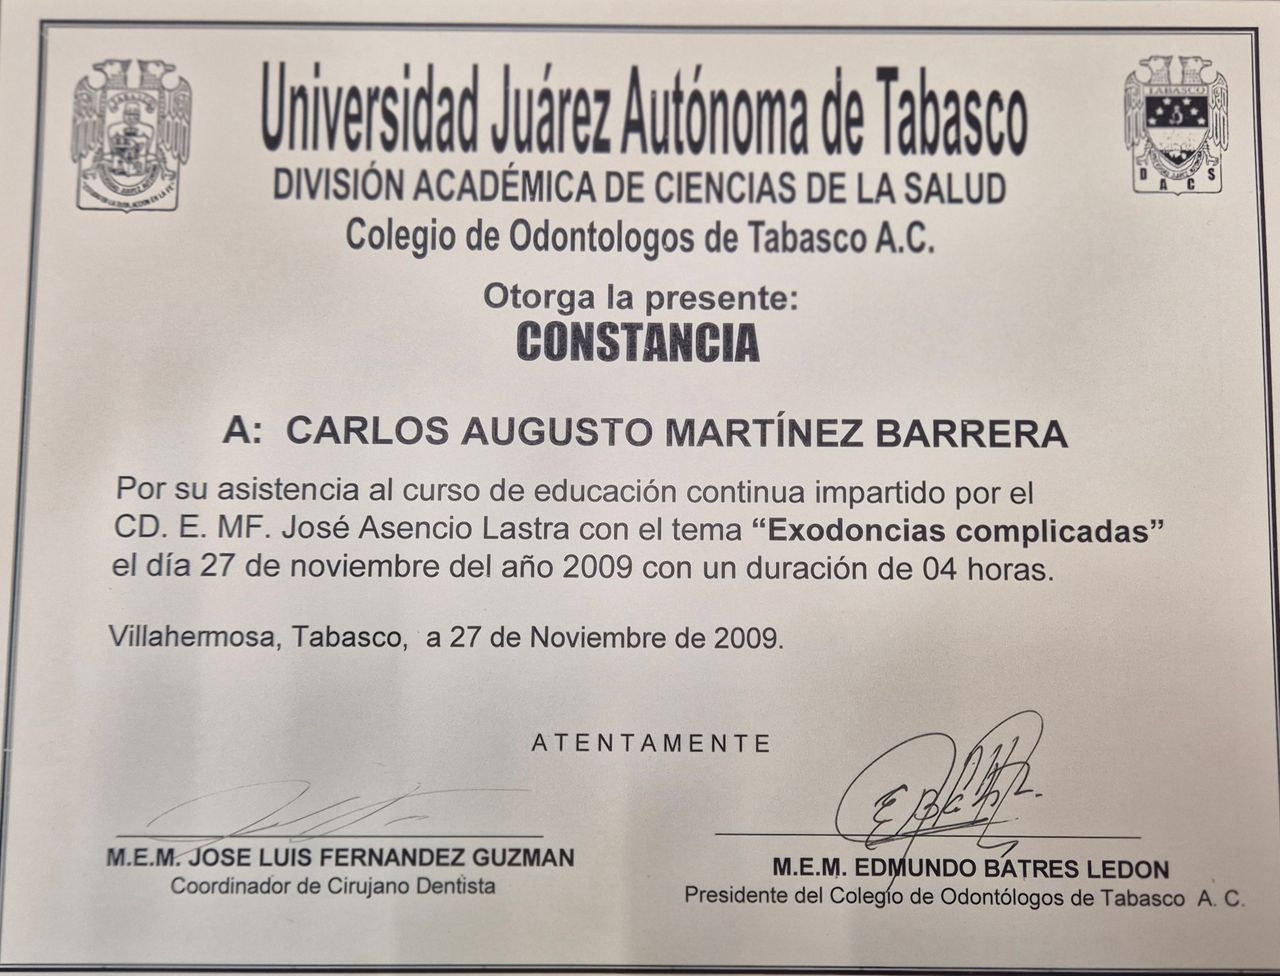 Universidad Juárez Autónoma de Tabasco
DIVISIÓN ACADÉMICA DE CIENCIAS DE LA SALUD
Colegio de Odontologos de Tabasco A.C.
TABASCO
D A C S
Otorga la presente:
CONSTANCIA
A: CARLOS AUGUSTO MARTÍNEZ BARRERA
Por su asistencia al curso de educación continua impartido por el
CD. E. MF. José Asencio Lastra con el tema “Exodoncias complicadas”
el día 27 de noviembre del año 2009 con un duración de 04 horas.
Villahermosa, Tabasco, a 27 de Noviembre de 2009.
ATENTAMENTE
M.E.M. JOSE LUIS FERNANDEZ GUZMAN
Coordinador de Cirujano Dentista
M.E.M. EDMUNDO BATRES LEDON
Presidente del Colegio de Odontólogos de Tabasco A. C.